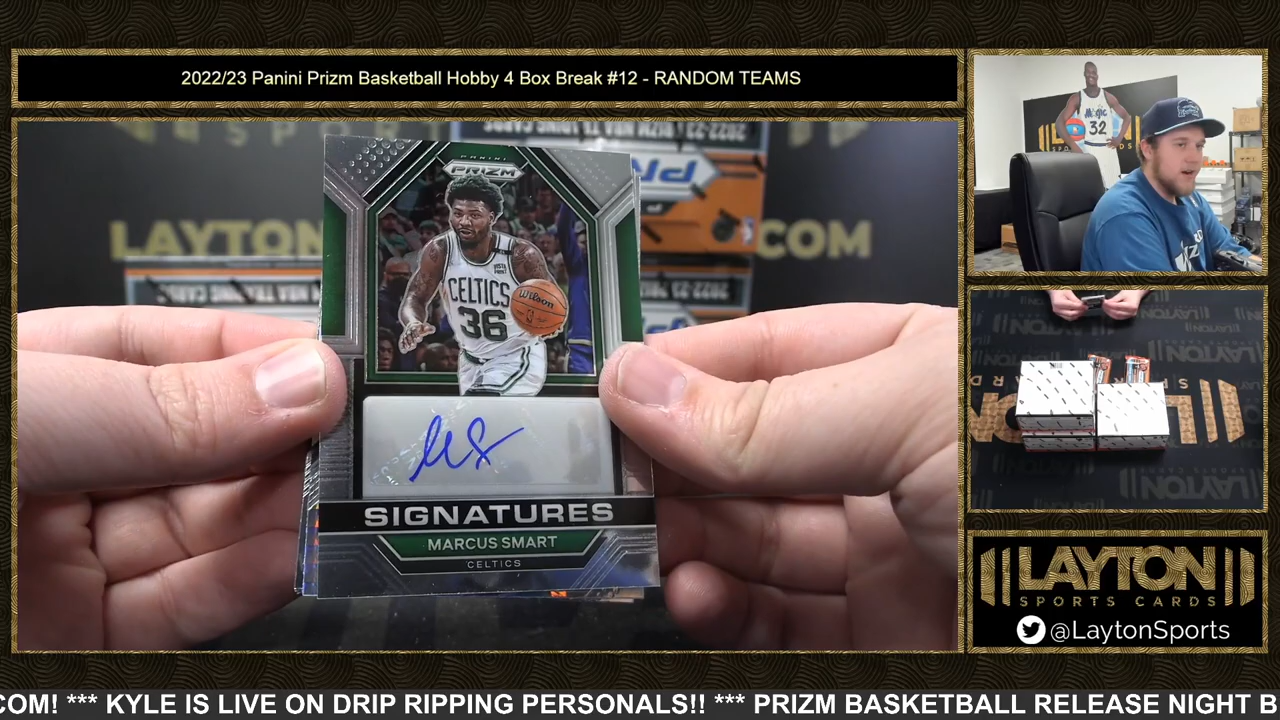 2022/23 Panini Prizm Basketball Hobby 4 Box Break #12 - RANDOM TEAMS
LAYTON
COM
PANINI
PRIZM
CELTICS
36
Wilson
SIGNATURES
MARCUS SMART
CELTICS
Magic
32
LAYTON
SPORTS CARDS
@LaytonSports
COM! *** KYLE IS LIVE ON DRIP RIPPING PERSONALS!! *** PRIZM BASKETBALL RELEASE NIGHT B